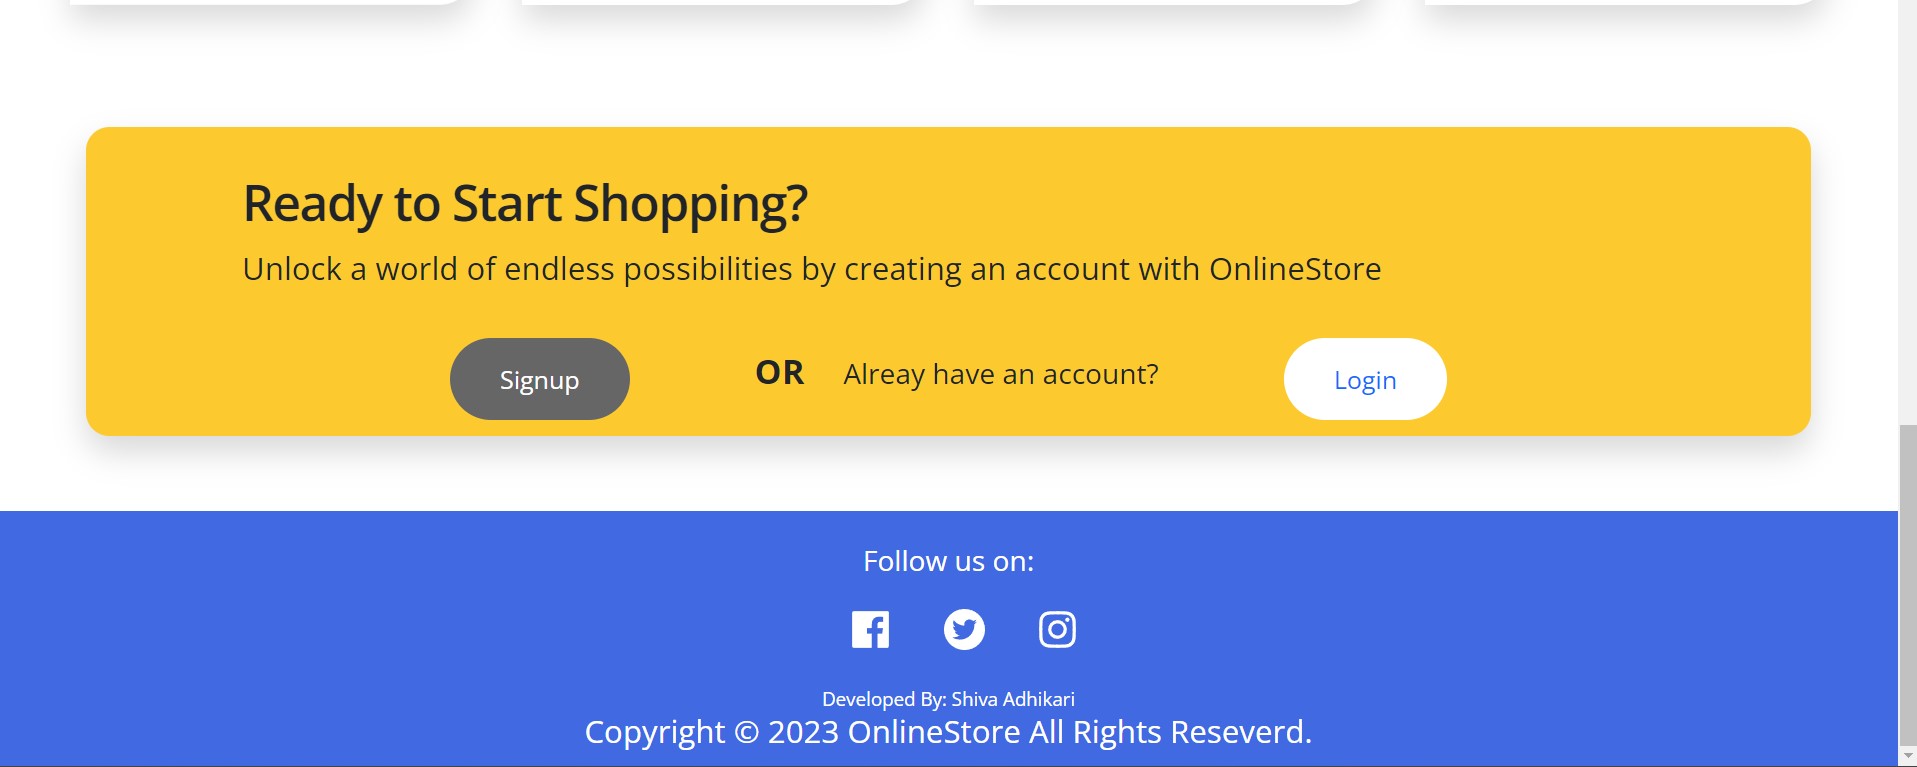 Ready to Start Shopping?
Unlock a world of endless possibilities by creating an account with OnlineStore
Signup OR Alreay have an account? Login
Follow us on:
Developed By: Shiva Adhikari
Copyright © 2023 OnlineStore All Rights Reseverd.